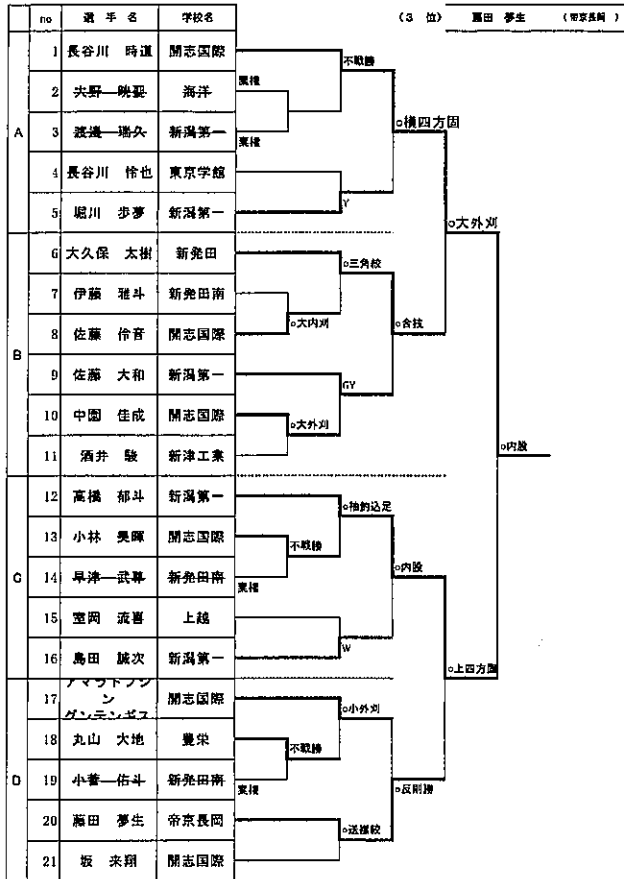 no 選手名 学校名
(3 位) 藤田 夢生 (帝京長岡)
A
1 長谷川 時道 開志国際
2 大野 暁聖 海洋
3 渡邊 瑞久 新潟第一
4 長谷川 怜也 東京学館
5 堀川 歩夢 新潟第一
不戦勝
棄権
棄権
Y
○横四方固
○大外刈
B
6 大久保 太樹 新発田
7 伊藤 雅斗 新発田南
8 佐藤 伶音 開志国際
9 佐藤 大和 新潟第一
10 中園 佳成 開志国際
11 酒井 駿 新津工業
○三角絞
○大内刈
○合技
GY
○大外刈
○内股
C
12 高橋 郁斗 新潟第一
13 小林 奏暉 開志国際
14 早津 武尊 新発田南
15 室岡 流喜 上越
16 島田 誠次 新潟第一
○袖釣込足
不戦勝
棄権
○内股
W
○上四方固
D
17 開志国際
18 丸山 大地 豊栄
19 小菅 佑斗 新発田南
20 藤田 夢生 帝京長岡
21 坂 来翔 開志国際
○小外刈
不戦勝
棄権
○反則勝
○送襟絞